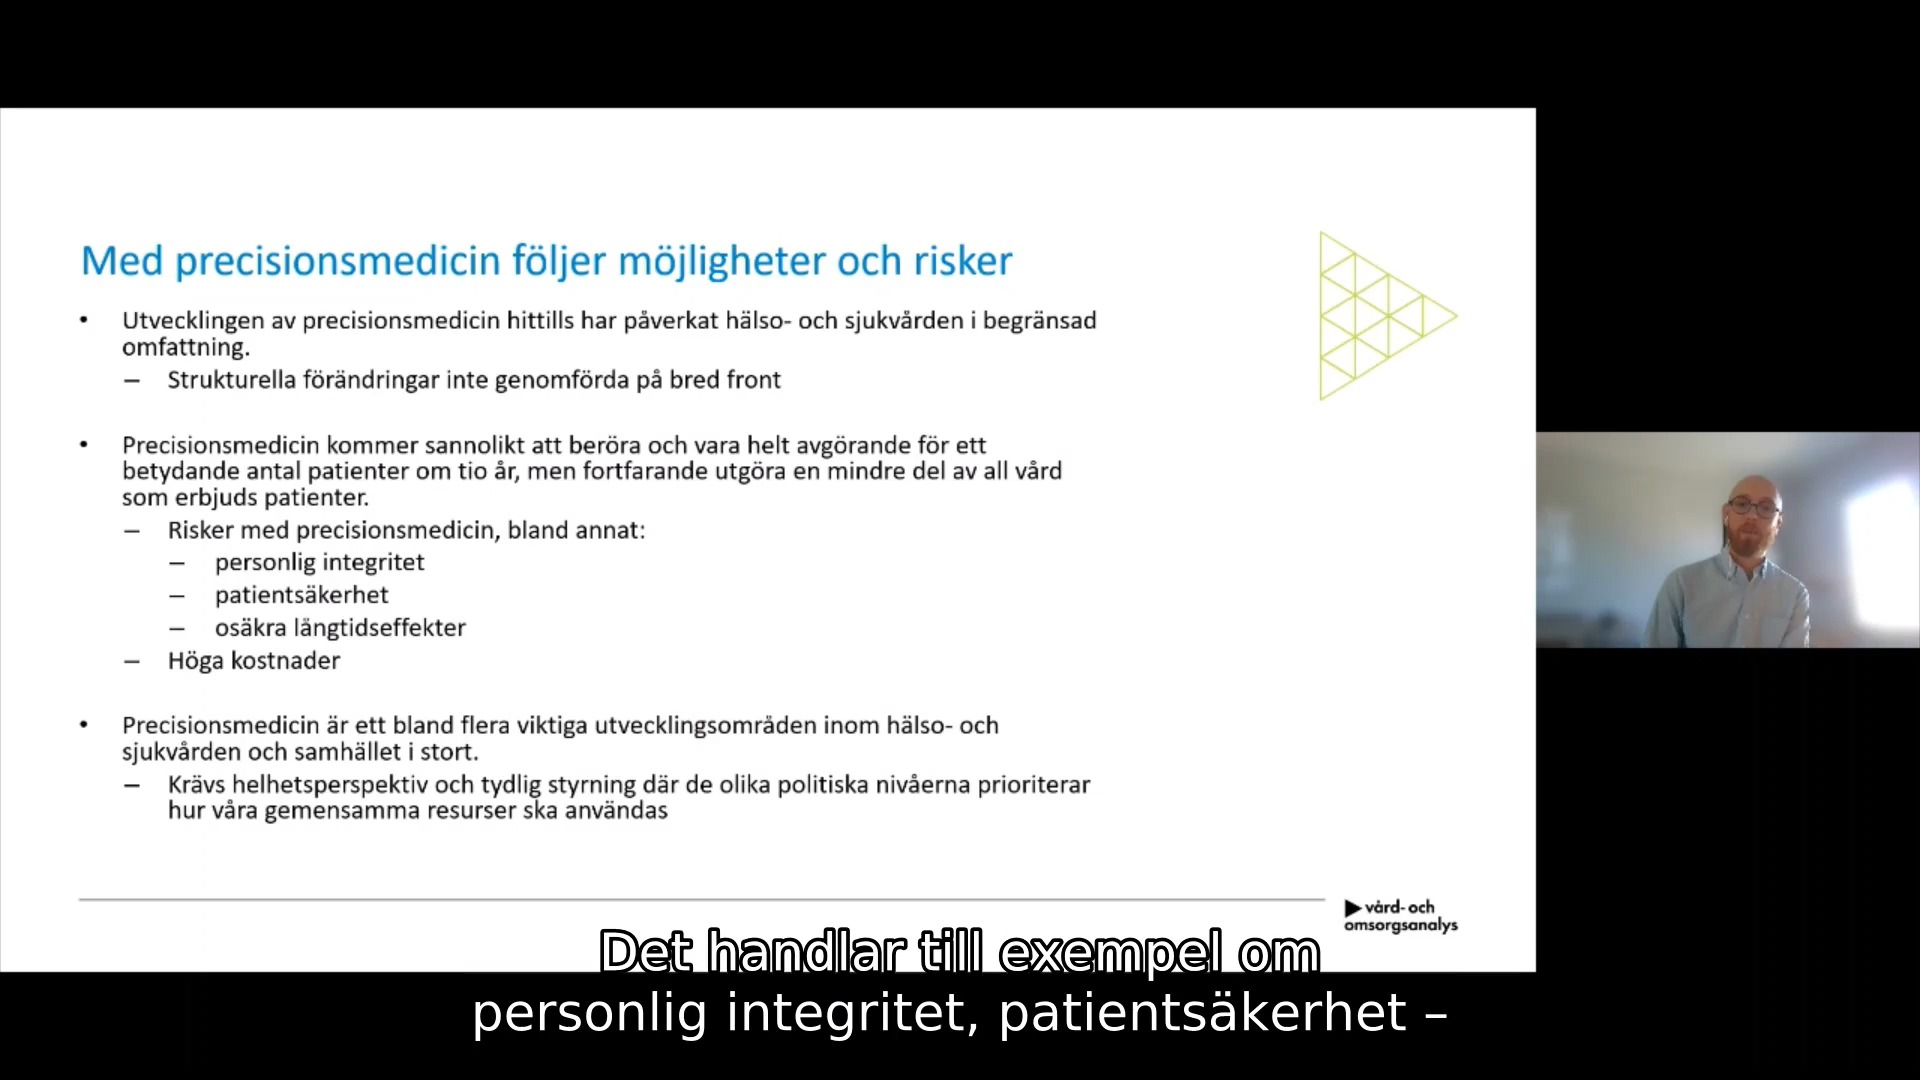 Med precisionsmedicin följer möjligheter och risker
• Utvecklingen av precisionsmedicin hittills har påverkat hälso- och sjukvården i begränsad
omfattning.
– Strukturella förändringar inte genomförda på bred front
• Precisionsmedicin kommer sannolikt att beröra och vara helt avgörande för ett
betydande antal patienter om tio år, men fortfarande utgöra en mindre del av all vård
som erbjuds patienter.
– Risker med precisionsmedicin, bland annat:
– personlig integritet
– patientsäkerhet
– osäkra långtidseffekter
– Höga kostnader
• Precisionsmedicin är ett bland flera viktiga utvecklingsområden inom hälso- och
sjukvården och samhället i stort.
– Krävs helhetsperspektiv och tydlig styrning där de olika politiska nivåerna prioriterar
hur våra gemensamma resurser ska användas
vård- och
omsorgsanalys
Det handlar till exempel om
personlig integritet, patientsäkerhet –